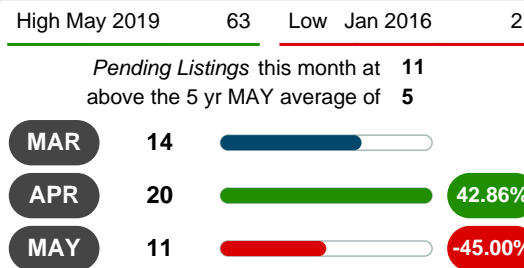 High May 2019 63 Low Jan 2016 2
Pending Listings this month at 11
above the 5 yr MAY average of 5
MAR 14
APR 20 42.86%
MAY 11 -45.00%